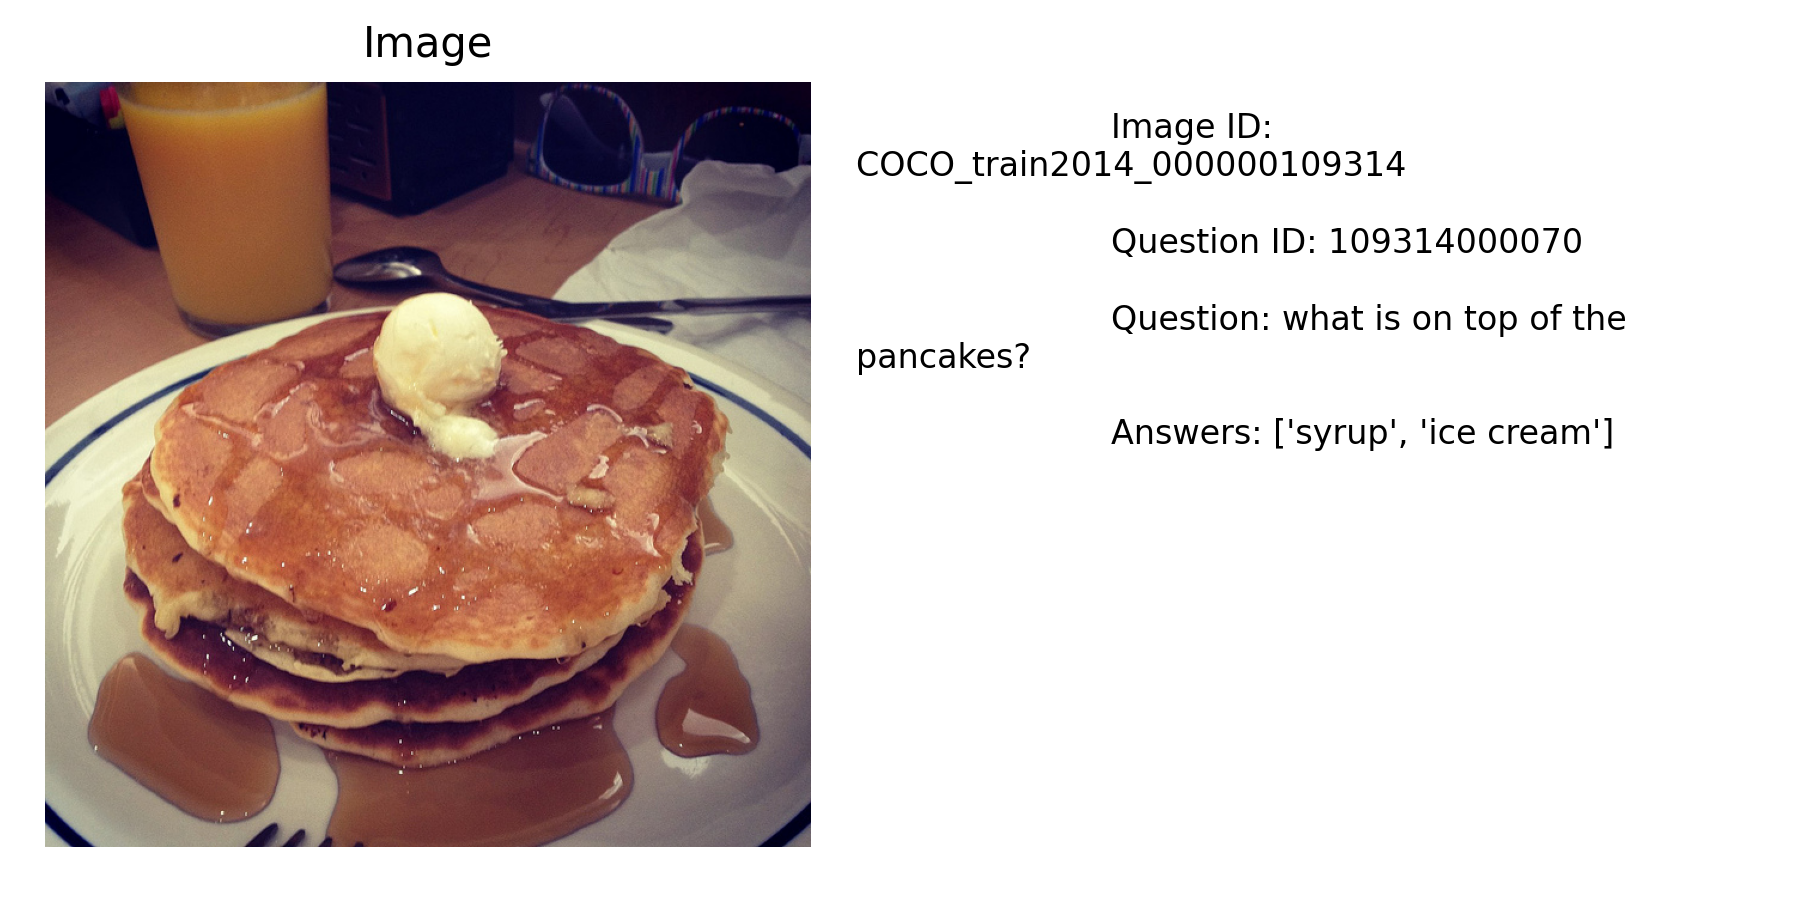 Image
Image ID:
COCO_train2014_000000109314
Question ID: 109314000070
Question: what is on top of the
pancakes?
Answers: ['syrup', 'ice cream']